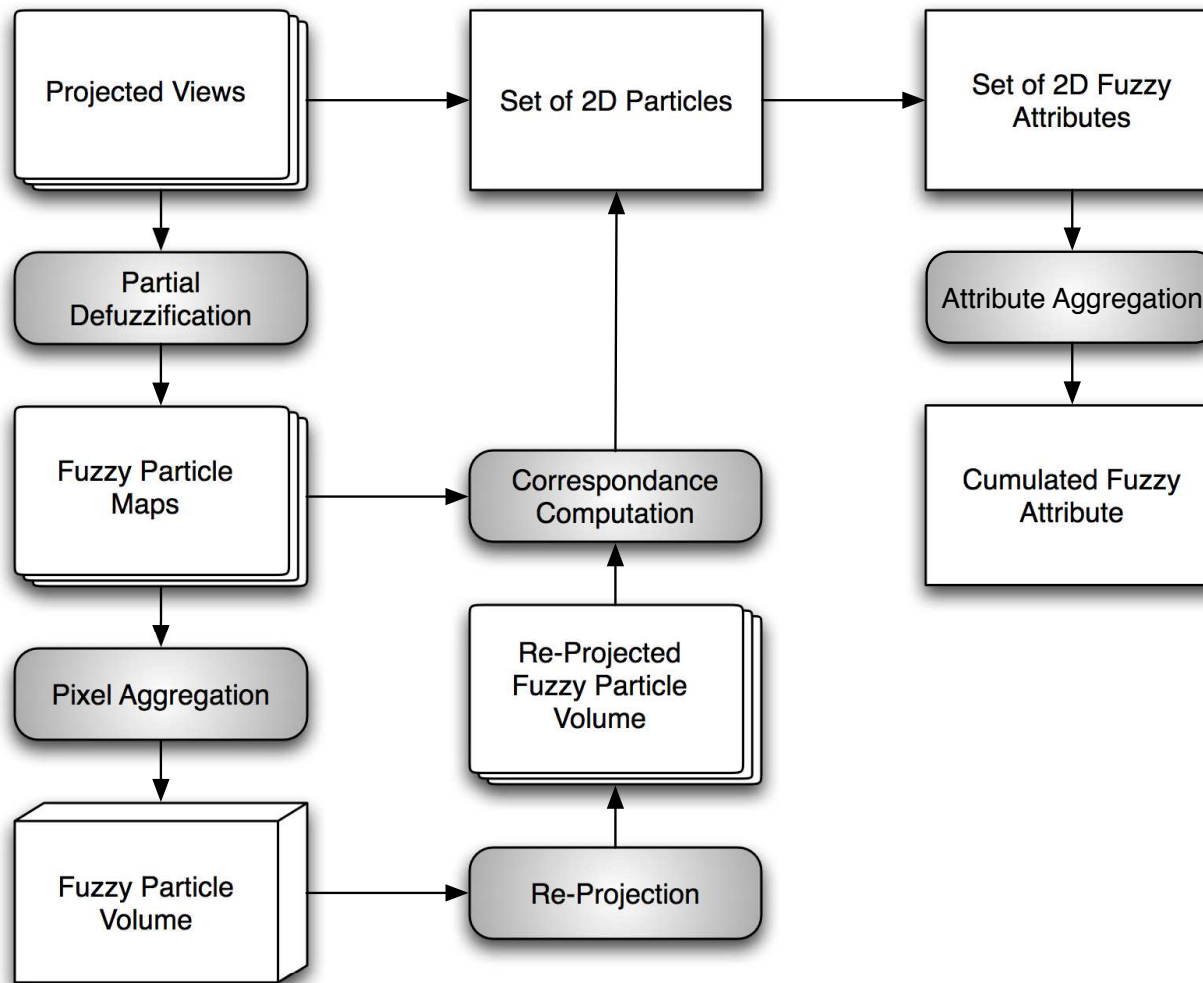 Projected Views
Set of 2D Particles
Set of 2D Fuzzy
Attributes
Partial
Defuzzification
Attribute Aggregation
Fuzzy Particle
Maps
Correspondance
Computation
Cumulated Fuzzy
Attribute
Pixel Aggregation
Re-Projected
Fuzzy Particle
Volume
Fuzzy Particle
Volume
Re-Projection